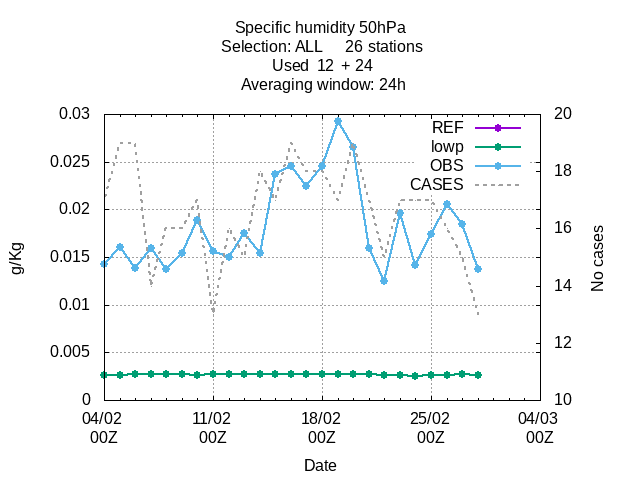 Specific humidity 50hPa
Selection: ALL 26 stations
Used 12 + 24
Averaging window: 24h
0.03
0.025
0.02
0.015
0.01
0.005
0
g/Kg
REF
lowp
OBS
CASES
20
18
16
14
12
10
No cases
04/02 11/02 18/02 25/02 04/03
00Z 00Z 00Z 00Z 00Z
Date